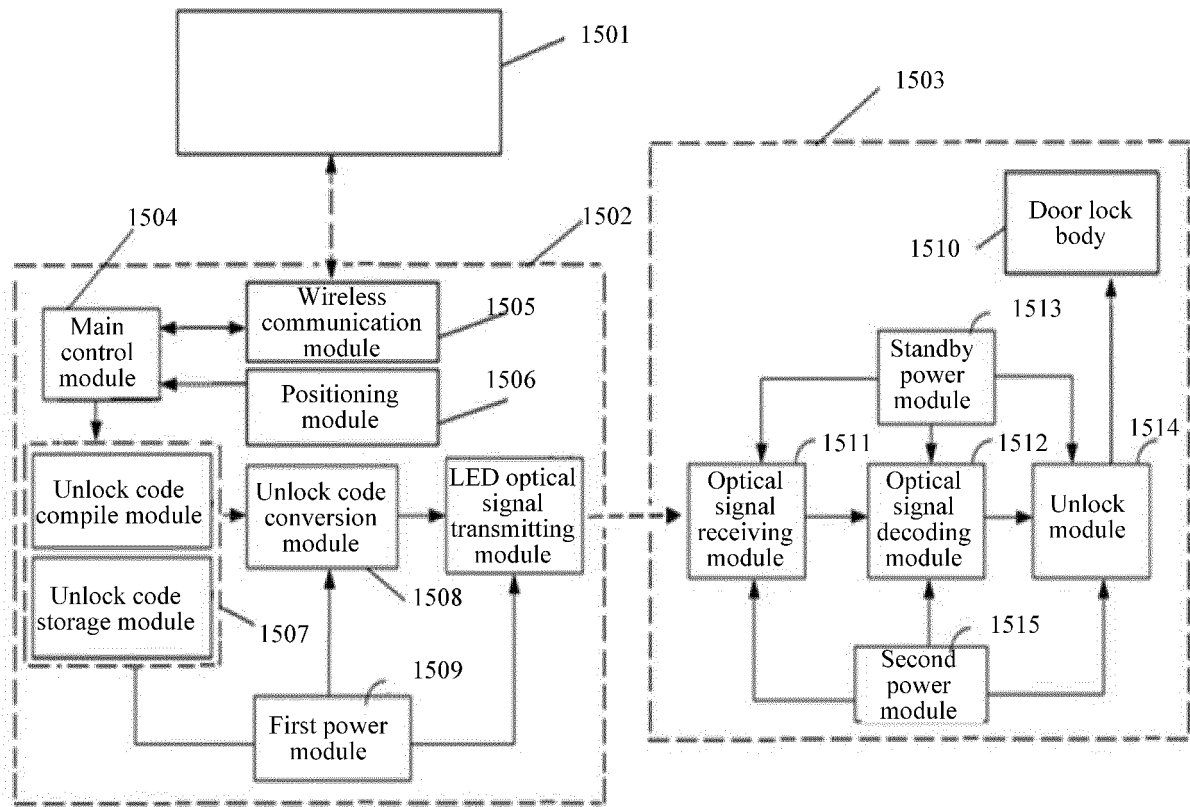 1501
1503
1504
1502
Door lock
body
1510
Wireless
communication
module
1505
Main
control
module
1513
Standby
power
module
Positioning
module
1506
1511
1512
1514
Unlock code
compile module
Unlock code
conversion
module
LED optical
signal
transmitting
module
Optical
signal
receiving
module
Optical
signal
decoding
module
Unlock
module
1508
Unlock code
storage module
1507
1515
1509
Second
power
module
First power
module